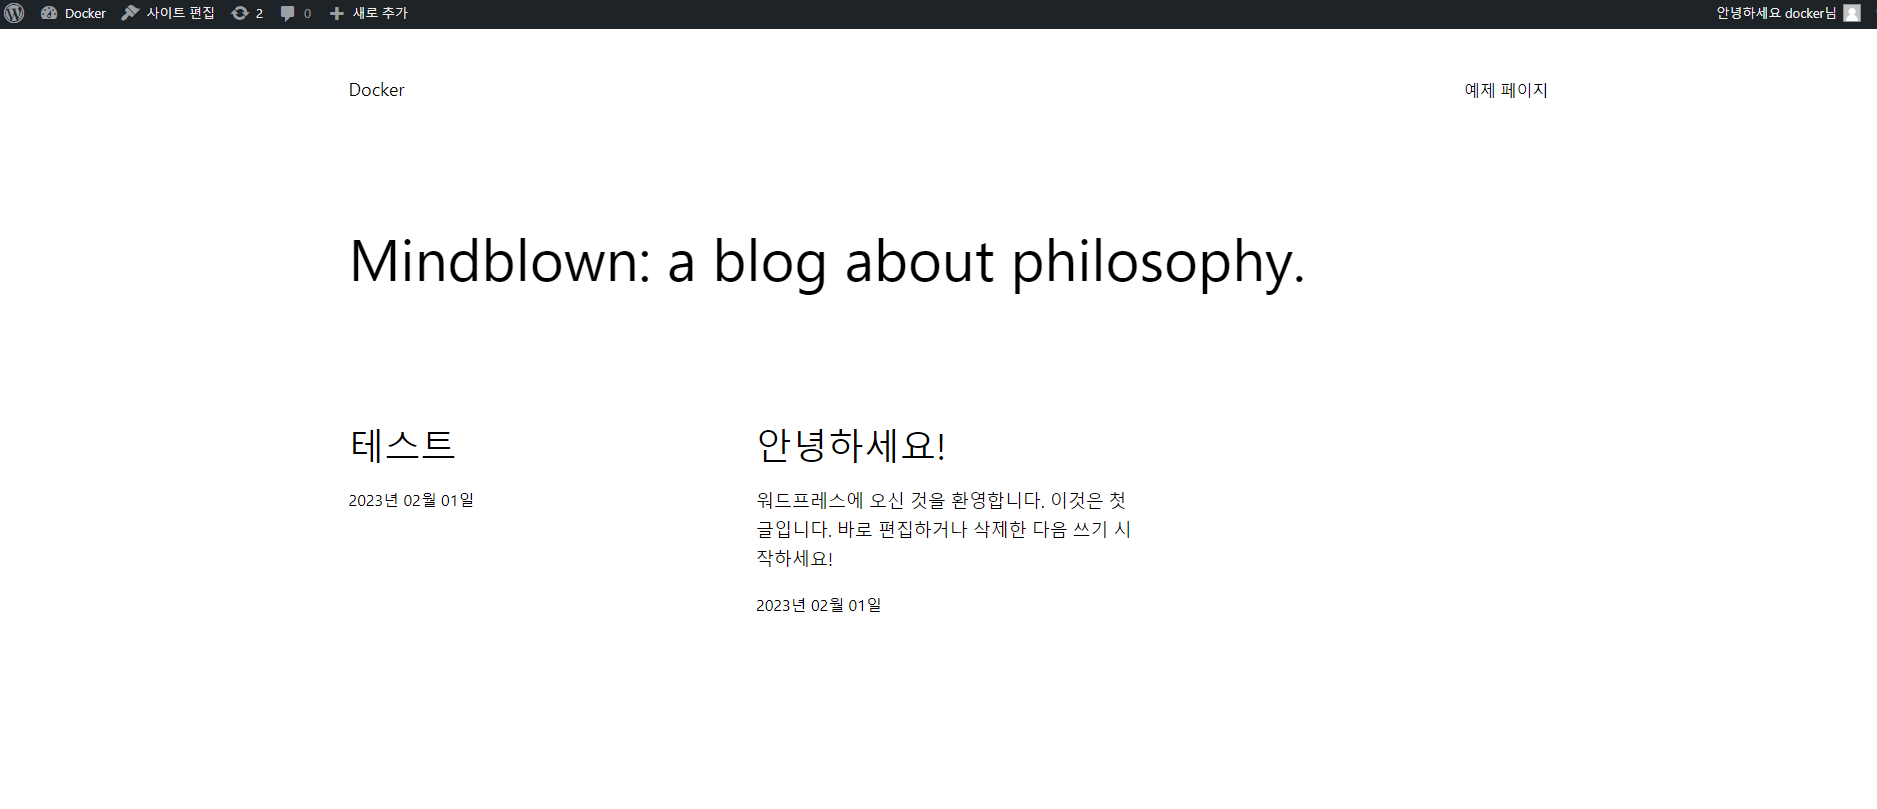 Docker 사이트 편집 2 0 새로 추가 안녕하세요 docker님
Docker 예제 페이지
Mindblown: a blog about philosophy.
테스트
2023년 02월 01일
안녕하세요!
워드프레스에 오신 것을 환영합니다. 이것은 첫
글입니다. 바로 편집하거나 삭제한 다음 쓰기 시
작하세요!
2023년 02월 01일